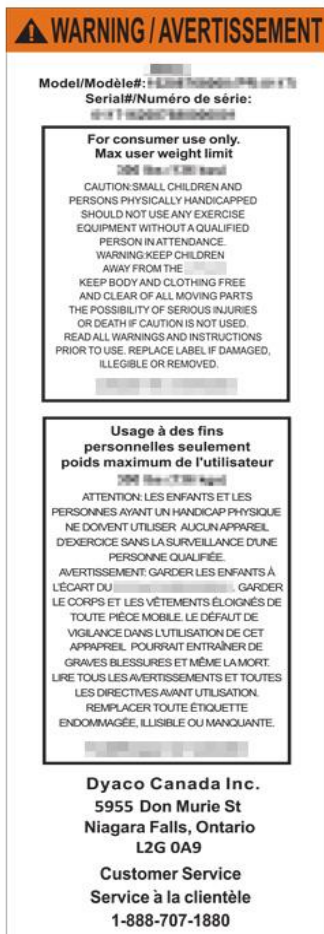 WARNING / AVERTISSEMENT
Model/Modèle#:
Serial#/Numéro de série:
For consumer use only.
Max user weight limit
CAUTION:SMALL CHILDREN AND
PERSONS PHYSICALLY HANDICAPPED
SHOULD NOT USE ANY EXERCISE
EQUIPMENT WITHOUT A QUALIFIED
PERSON IN ATTENDANCE.
WARNING:KEEP CHILDREN
AWAY FROM THE
KEEP BODY AND CLOTHING FREE
AND CLEAR OF ALL MOVING PARTS
THE POSSIBILITY OF SERIOUS INJURIES
OR DEATH IF CAUTION IS NOT USED.
READ ALL WARNINGS AND INSTRUCTIONS
PRIOR TO USE. REPLACE LABEL IF DAMAGED,
ILLEGIBLE OR REMOVED.
Usage à des fins
personnelles seulement
poids maximum de l'utilisateur
ATTENTION: LES ENFANTS ET LES
PERSONNES AYANT UN HANDICAP PHYSIQUE
NE DOIVENT UTILISER AUCUN APPAREIL
D'EXERCICE SANS LA SURVEILLANCE D'UNE
PERSONNE QUALIFIÉE.
AVERTISSEMENT: GARDER LES ENFANTS À
L'ÉCART DU . GARDER
LE CORPS ET LES VÊTEMENTS ÉLOIGNÉS DE
TOUTE PIÈCE MOBILE. LE DÉFAUT DE
VIGILANCE DANS L'UTILISATION DE CET
APPAPREIL POURRAIT ENTRAÎNER DE
GRAVES BLESSURES ET MÊME LA MORT.
LIRE TOUS LES AVERTISSEMENTS ET TOUTES
LES DIRECTIVES AVANT UTILISATION.
REMPLACER TOUTE ÉTIQUETTE
ENDOMMAGÉE, ILLISIBLE OU MANQUANTE.
Dyaco Canada Inc.
5955 Don Murie St
Niagara Falls, Ontario
L2G 0A9
Customer Service
Service à la clientèle
1-888-707-1880